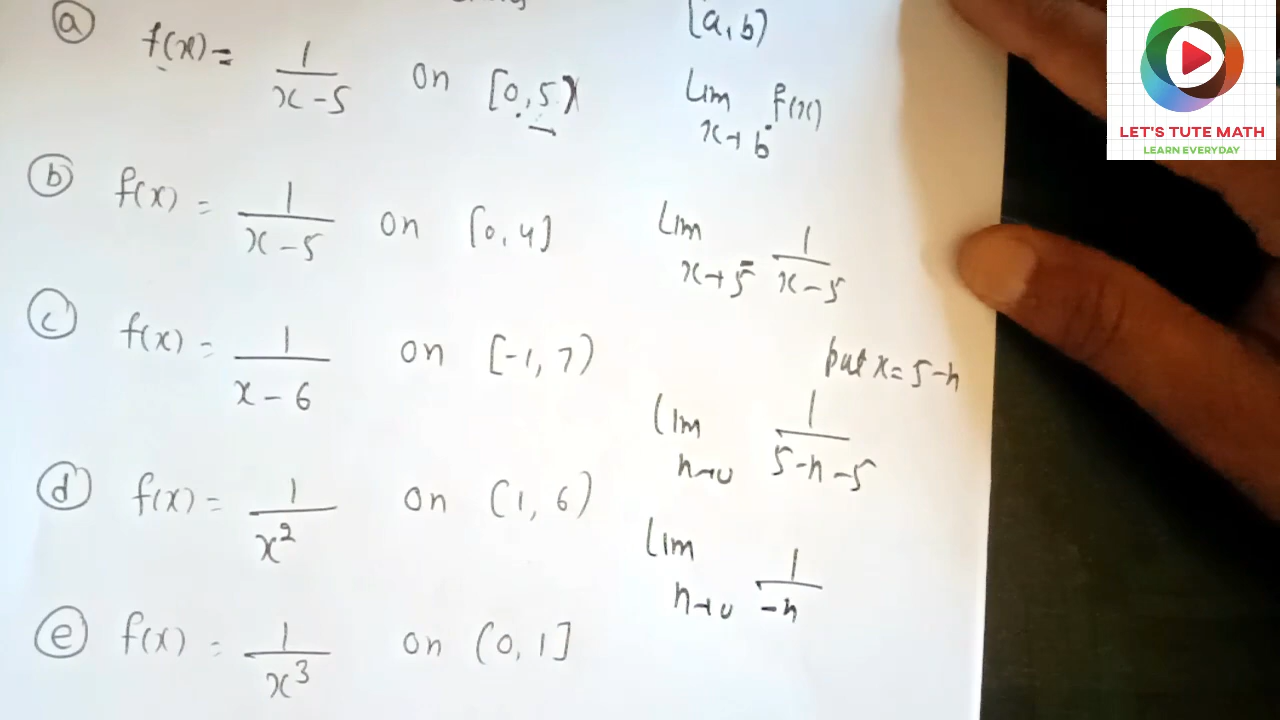 ⓐ f(x) = 1/(x-5) on [0,5)
ⓑ f(x) = 1/(x-5) on [0,4]
ⓒ f(x) = 1/(x-6) on [-1,7)
ⓓ f(x) = 1/x² on (1,6)
ⓔ f(x) = 1/x³ on (0,1]
[a,b)
Lim x→b⁻ f(x)
Lim x→5⁻ 1/(x-5)
put x = 5-h
Lim h→0 1/(5-h-5)
Lim h→0 1/-h
LET'S TUTE MATH
LEARN EVERYDAY